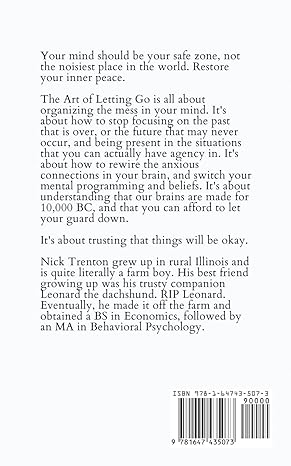 Your mind should be your safe zone, not
the noisiest place in the world. Restore
your inner peace.
The Art of Letting Go is all about
organizing the mess in your mind. It's
about how to stop focusing on the past
that is over, or the future that may never
occur, and being present in the situations
that you can actually have agency in. It's
about how to rewire the anxious
connections in your brain, and switch your
mental programming and beliefs. It's about
understanding that our brains are made for
10,000 BC, and that you can afford to let
your guard down.
It's about trusting that things will be okay.
Nick Trenton grew up in rural Illinois and
is quite literally a farm boy. His best friend
growing up was his trusty companion
Leonard the dachshund. RIP Leonard.
Eventually, he made it off the farm and
obtained a BS in Economics, followed by
an MA in Behavioral Psychology.
ISBN 978-1-64743-507-3
90000
9 781647 435073